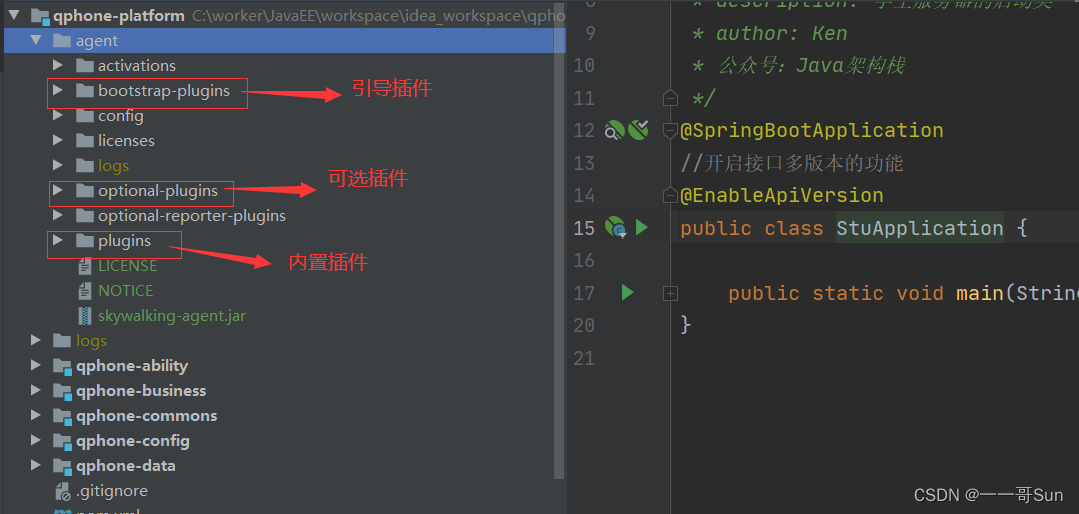 qphone-platform C:\worker\JavaEE\workspace\idea_workspace\qpho
agent
activations
bootstrap-plugins
引导插件
config
licenses
logs
optional-plugins
可选插件
optional-reporter-plugins
plugins
内置插件
LICENSE
NOTICE
skywalking-agent.jar
logs
qphone-ability
qphone-business
qphone-commons
qphone-config
qphone-data
.gitignore
9 * author: Ken
10 * 公众号：Java架构栈
11 */
12 @SpringBootApplication
13 //开启接口多版本的功能
14 @EnableApiVersion
15 public class StuApplication {
16
17 public static void main(String
20 }
21
CSDN @一一哥Sun